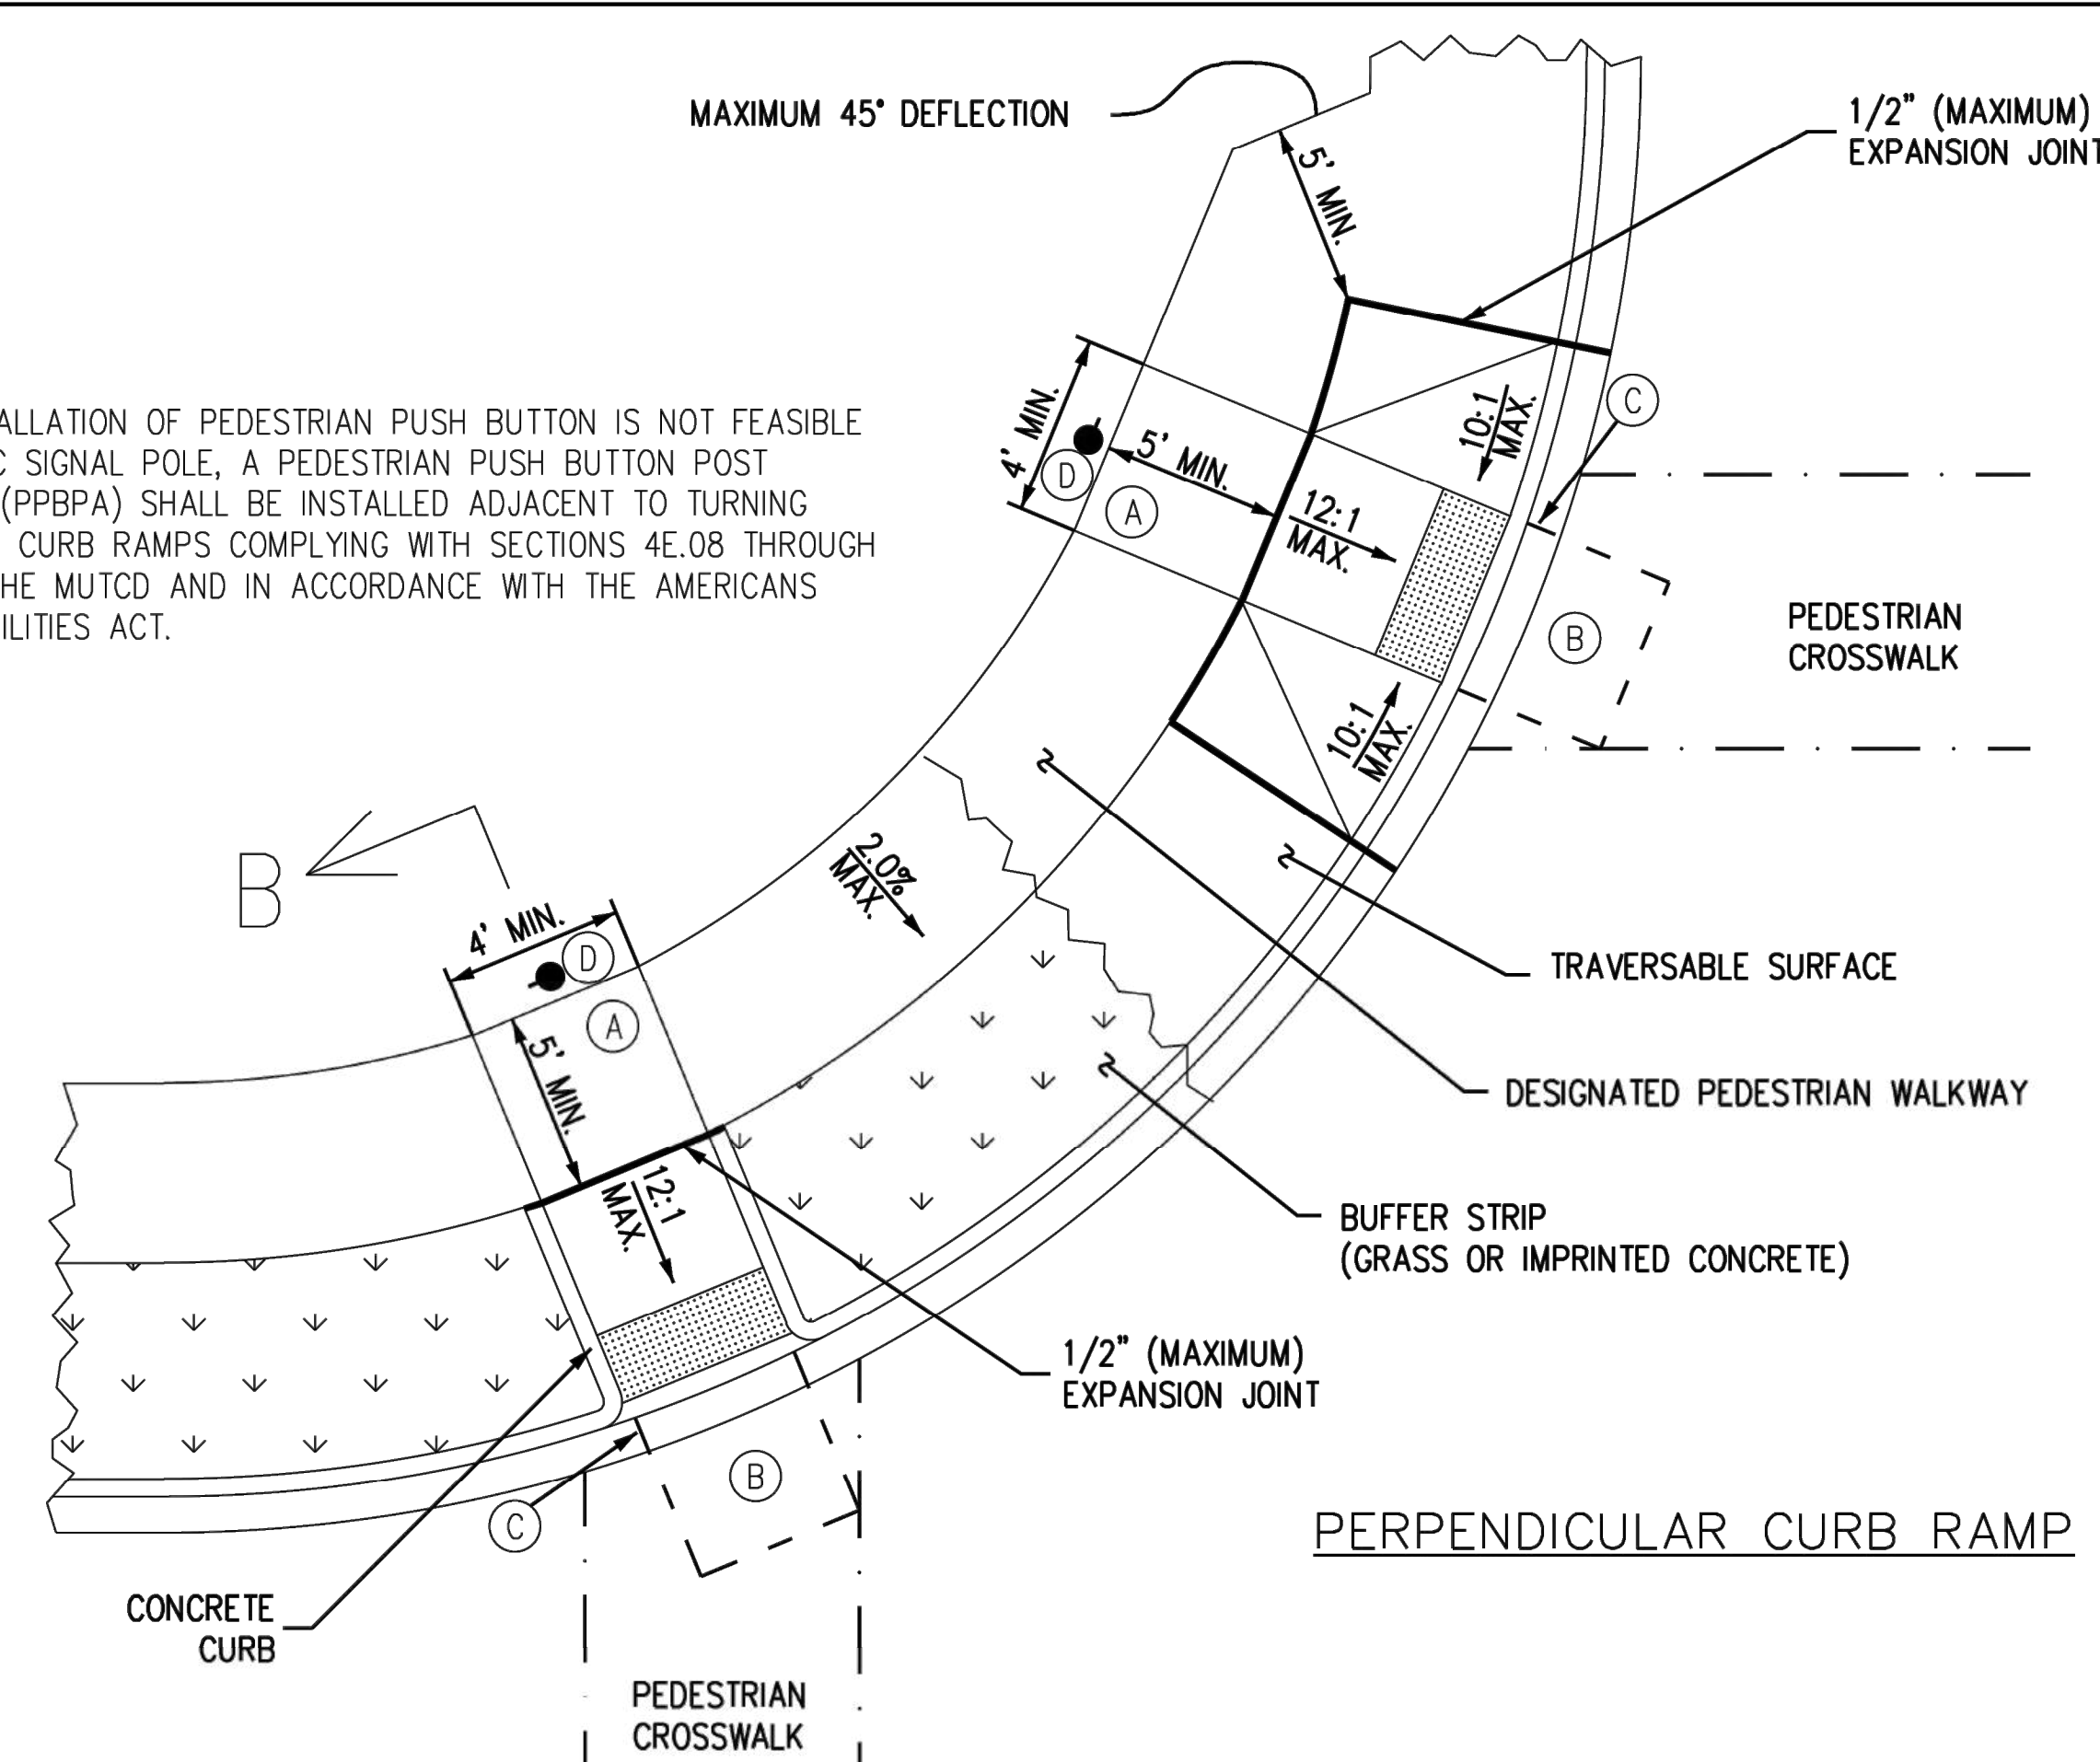 MAXIMUM 45° DEFLECTION
1/2" (MAXIMUM)
EXPANSION JOINT
5' MIN.
4' MIN.
D
5' MIN.
A
12:1
MAX.
10:1
MAX.
C
ALLATION OF PEDESTRIAN PUSH BUTTON IS NOT FEASIBLE
C SIGNAL POLE, A PEDESTRIAN PUSH BUTTON POST
(PPBPA) SHALL BE INSTALLED ADJACENT TO TURNING
CURB RAMPS COMPLYING WITH SECTIONS 4E.08 THROUGH
HE MUTCD AND IN ACCORDANCE WITH THE AMERICANS
ILITIES ACT.
B
PEDESTRIAN
CROSSWALK
10:1
MAX.
2.0%
MAX.
B
4' MIN.
D
A
5' MIN.
12:1
MAX.
TRAVERSABLE SURFACE
DESIGNATED PEDESTRIAN WALKWAY
BUFFER STRIP
(GRASS OR IMPRINTED CONCRETE)
1/2" (MAXIMUM)
EXPANSION JOINT
B
C
PERPENDICULAR CURB RAMP
CONCRETE
CURB
PEDESTRIAN
CROSSWALK